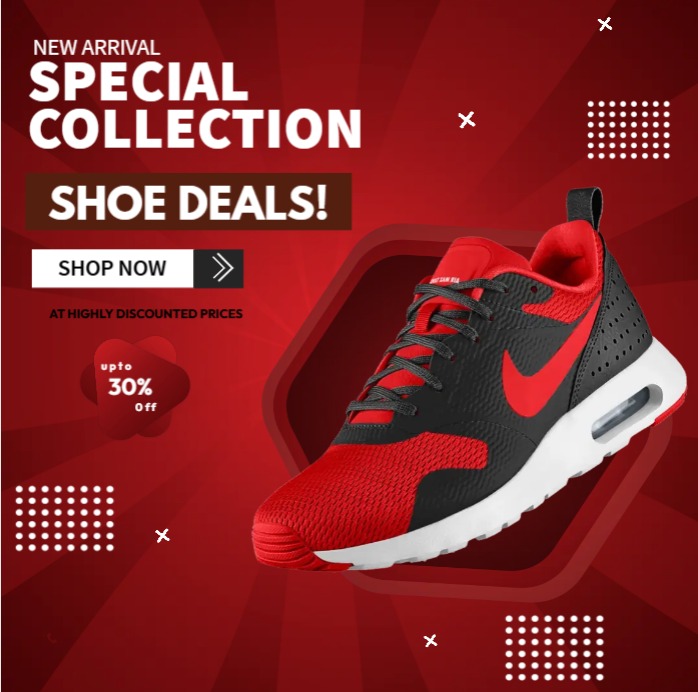 NEW ARRIVAL
SPECIAL
COLLECTION
SHOE DEALS!
SHOP NOW
AT HIGHLY DISCOUNTED PRICES
upto
30%
Off